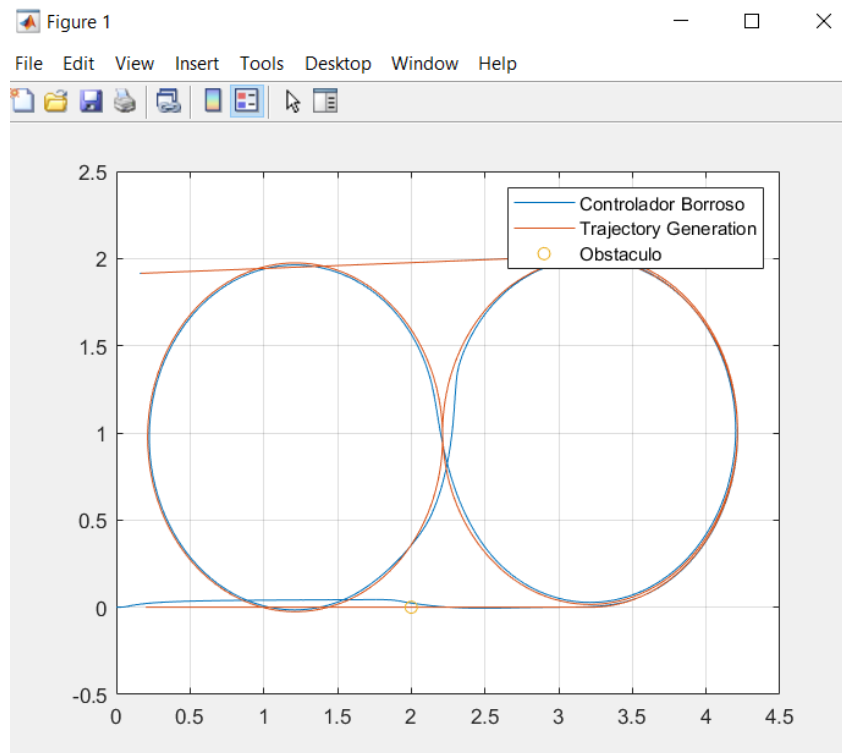 Figure 1
File Edit View Insert Tools Desktop Window Help
2.5
2
1.5
1
0.5
0
-0.5
0 0.5 1 1.5 2 2.5 3 3.5 4 4.5
Controlador Borroso
Trajectory Generation
Obstaculo